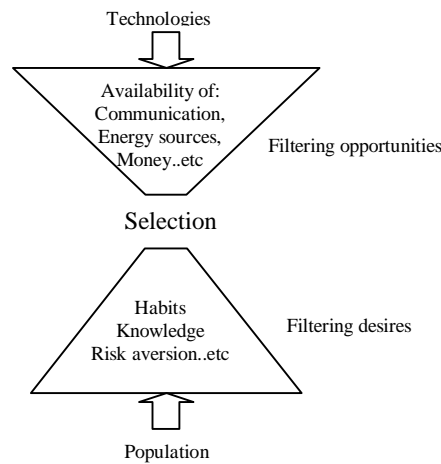 Technologies
Availability of:
Communication,
Energy sources,
Money..etc
Filtering opportunities
Selection
Habits
Knowledge
Risk aversion..etc
Filtering desires
Population